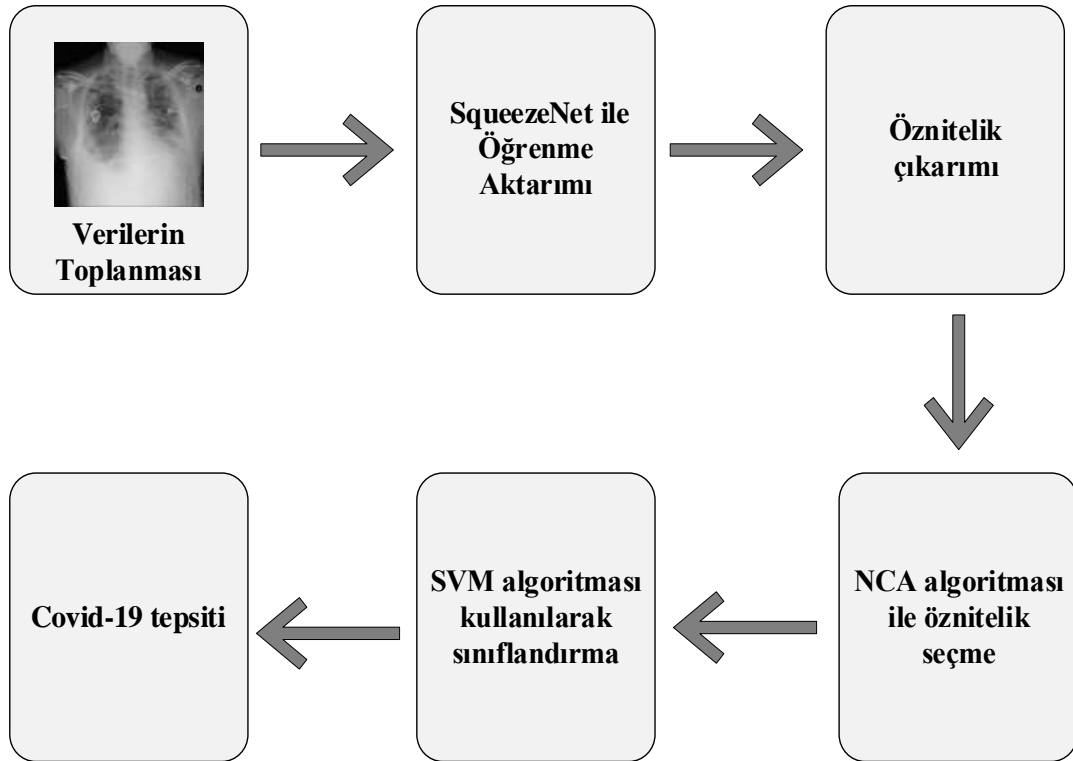 Verilerin
Toplanması
SqueezeNet ile
Öğrenme
Aktarımı
Öznitelik
çıkarımı
NCA algoritması
ile öznitelik
seçme
SVM algoritması
kullanılarak
sınıflandırma
Covid-19 tepsiti